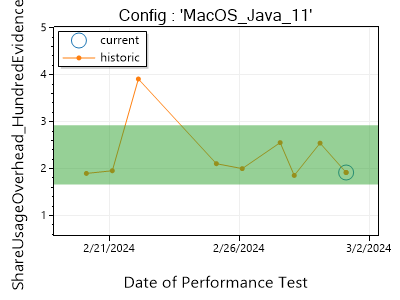 Config : 'MacOS_Java_11'
ShareUsageOverhead_HundredEvidence
current
historic
5
4
3
2
1
2/21/2024
2/26/2024
3/2/2024
Date of Performance Test